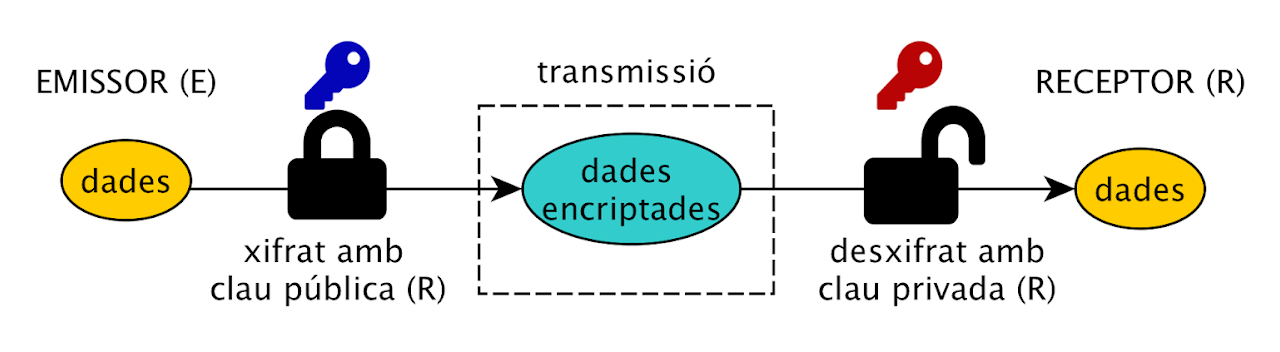 EMISSOR (E)
transmissió
RECEPTOR (R)
dades
dades
encriptades
dades
xifrat amb
clau pública (R)
desxifrat amb
clau privada (R)